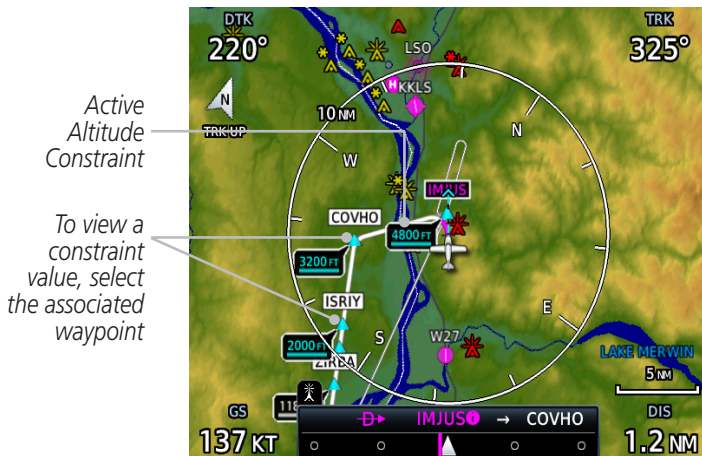 DTK
220°
TRK
325°
LSO
KKLS
N
TRK UP
10 NM
N
Active
Altitude
Constraint
W
IMJUS
COVHO
4800 FT
To view a
constraint
value, select
the associated
waypoint
3200 FT
ISRIY
E
2000 FT
S
W27
ZIRBA
LAKE MERWIN
5 NM
118
GS
137 KT
D IMJUS i → COVHO
DIS
1.2 NM